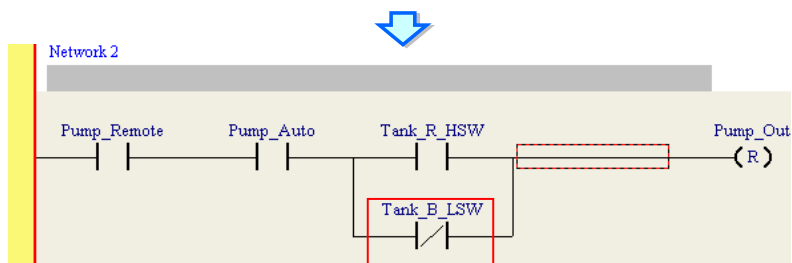 Network 2
Pump_Remote Pump_Auto Tank_R_HSW Pump_Out
R
Tank_B_LSW